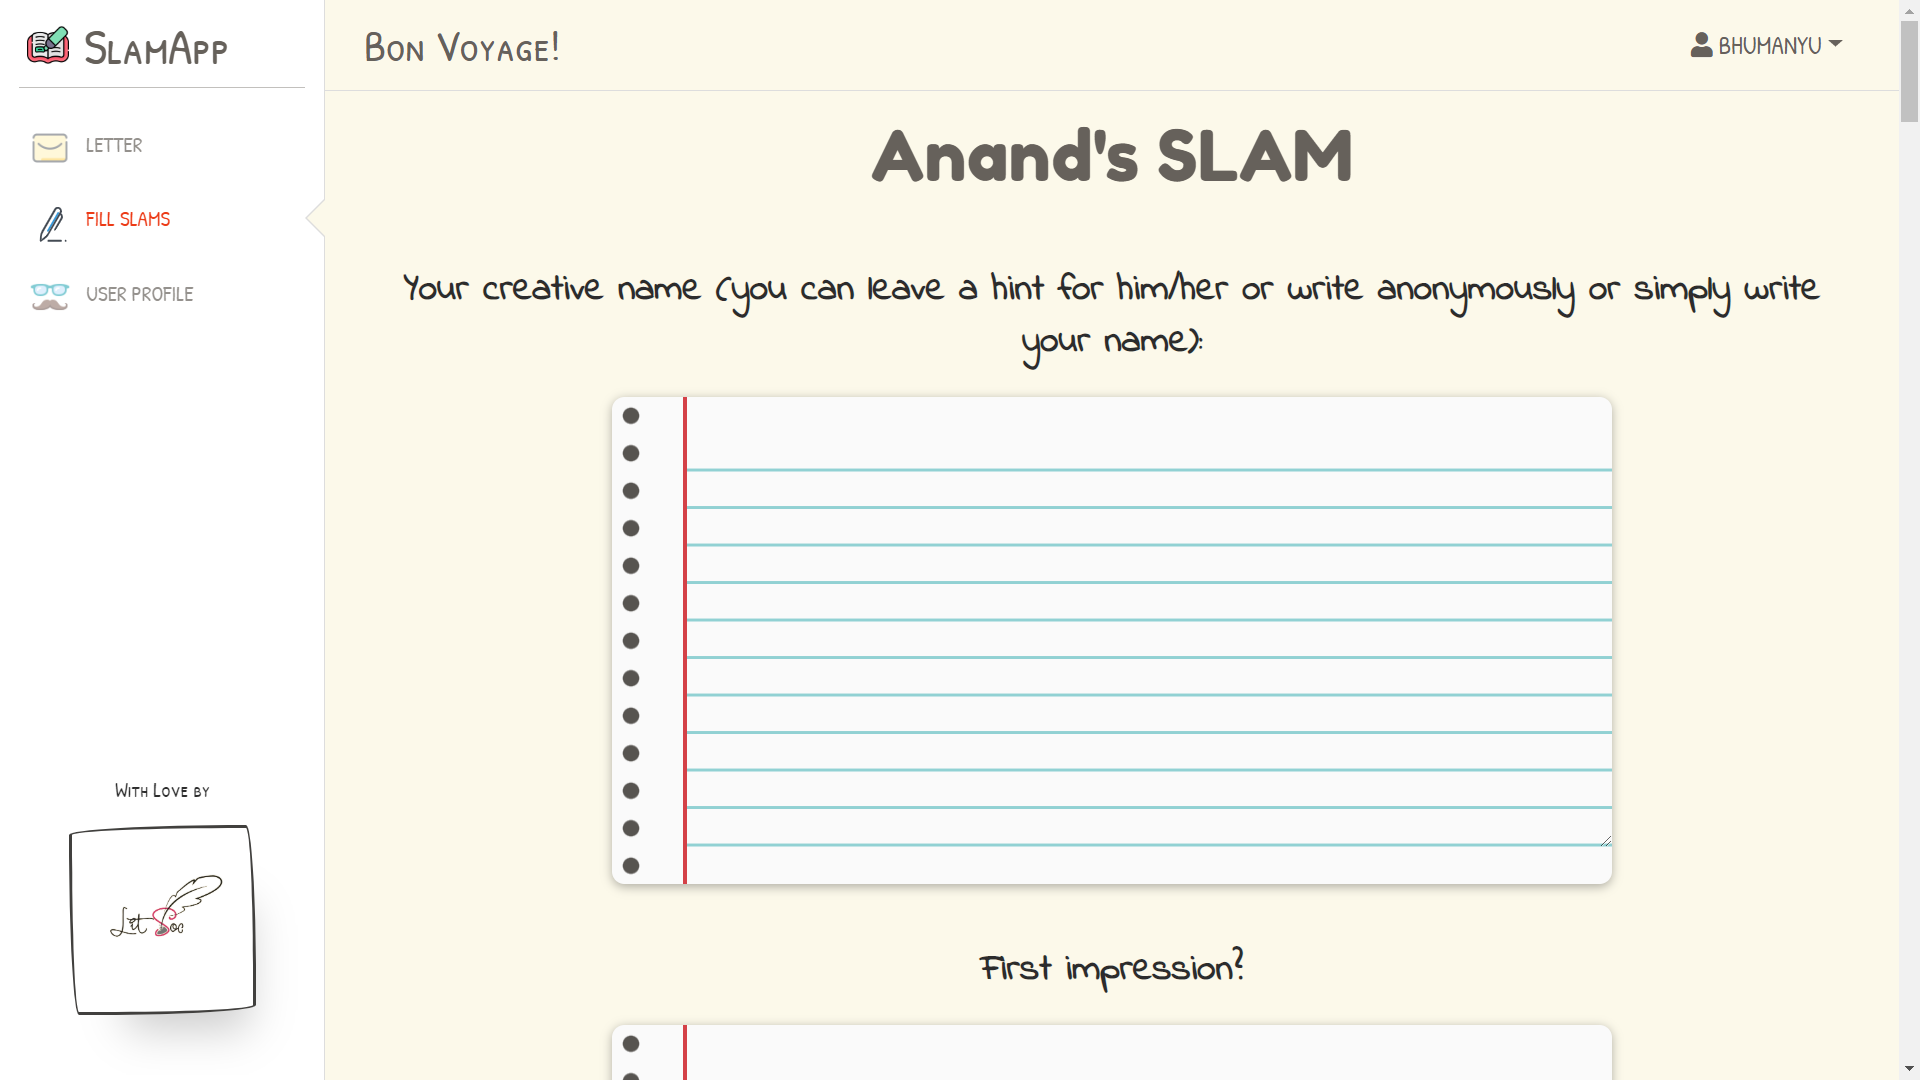 SlamApp
Bon Voyage!
BHUMANYU
LETTER
FILL SLAMS
USER PROFILE
Anand's SLAM
Your creative name (you can leave a hint for him/her or write anonymously or simply write
your name):
First impression?
With Love by
Lit Soc